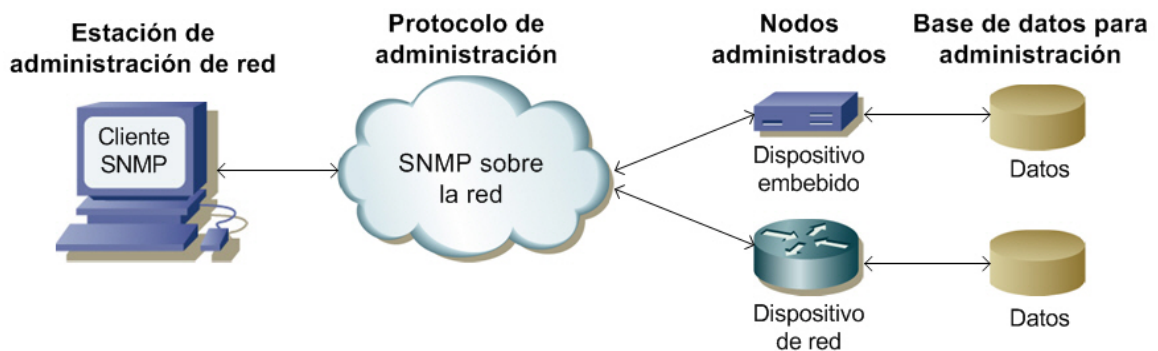 Estación de
administración de red
Protocolo de
administración
Nodos
administrados
Base de datos para
administración
Cliente
SNMP
SNMP sobre
la red
Dispositivo
embebido
Datos
Dispositivo
de red
Datos